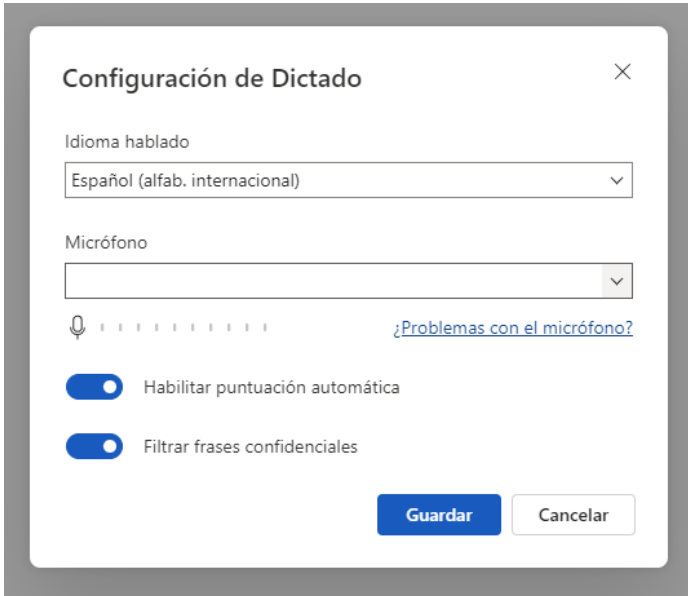 Configuración de Dictado
Idioma hablado
Español (alfab. internacional)
Micrófono
¿Problemas con el micrófono?
Habilitar puntuación automática
Filtrar frases confidenciales
Guardar Cancelar